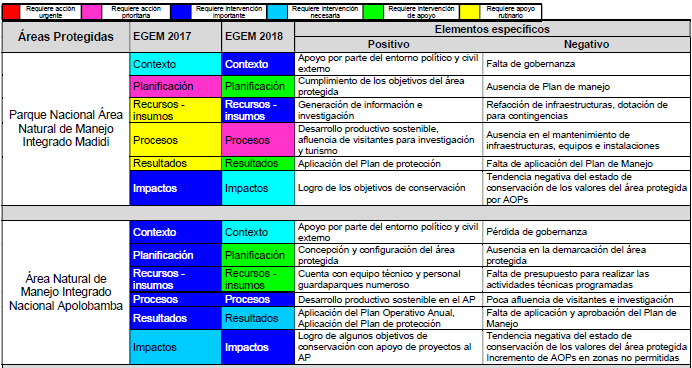 Requiere acción urgente
Requiere acción prioritaria
Requiere intervención importante
Requiere intervención necesaria
Requiere intervención de apoyo
Requiere apoyo rutinario
Áreas Protegidas EGEM 2017 EGEM 2018 Elementos específicos
Positivo Negativo
Parque Nacional Área Natural de Manejo Integrado Madidi
Contexto Contexto Apoyo por parte del entorno político y civil externo Falta de gobernanza
Planificación Planificación Cumplimiento de los objetivos del área protegida Ausencia de Plan de manejo
Recursos - insumos Recursos - insumos Generación de información e investigación Refacción de infraestructuras, dotación de para contingencias
Procesos Procesos Desarrollo productivo sostenible, afluencia de visitantes para investigación y turismo Ausencia en el mantenimiento de infraestructuras, equipos e instalaciones
Resultados Resultados Aplicación del Plan de protección Falta de aplicación del Plan de Manejo
Impactos Impactos Logro de los objetivos de conservación Tendencia negativa del estado de conservación de los valores del área protegida por AOPs
Área Natural de Manejo Integrado Nacional Apolobamba
Contexto Contexto Apoyo por parte del entorno político y civil externo Pérdida de gobernanza
Planificación Planificación Concepción y configuración del área protegida Ausencia en la demarcación del área protegida
Recursos - insumos Recursos - insumos Cuenta con equipo técnico y personal guardaparques numeroso Falta de presupuesto para realizar las actividades técnicas programadas
Procesos Procesos Desarrollo productivo sostenible en el AP Poca afluencia de visitantes e investigación
Resultados Resultados Aplicación del Plan Operativo Anual, Aplicación del Plan de protección Falta de aplicación y aprobación del Plan de Manejo
Impactos Impactos Logro de algunos objetivos de conservación con apoyo de proyectos al AP Tendencia negativa del estado de conservación de los valores del área protegida Incremento de AOPs en zonas no permitidas